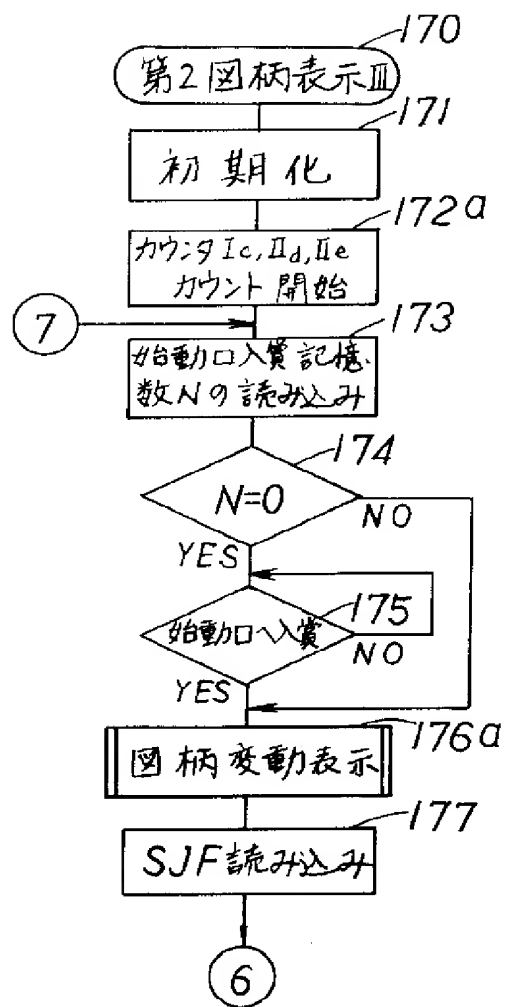 170
第2図柄表示Ⅲ
171
初期化
172a
カウンタⅠc,Ⅱd,Ⅱe
カウント開始
7
173
始動口入賞記憶
数Nの読み込み
174
N=0
NO
YES
175
始動口へ入賞
NO
YES
176a
図柄変動表示
177
SJF読み込み
6